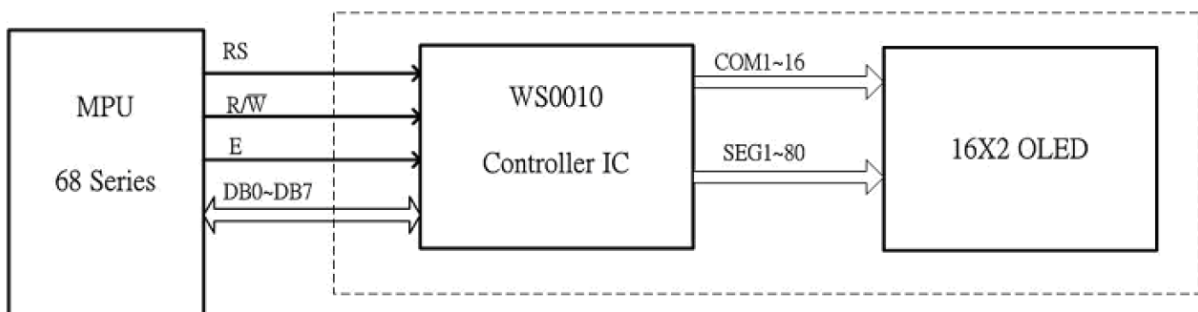 MPU
68 Series
RS
R/W̅
E
DB0~DB7
WS0010
Controller IC
COM1~16
SEG1~80
16X2 OLED